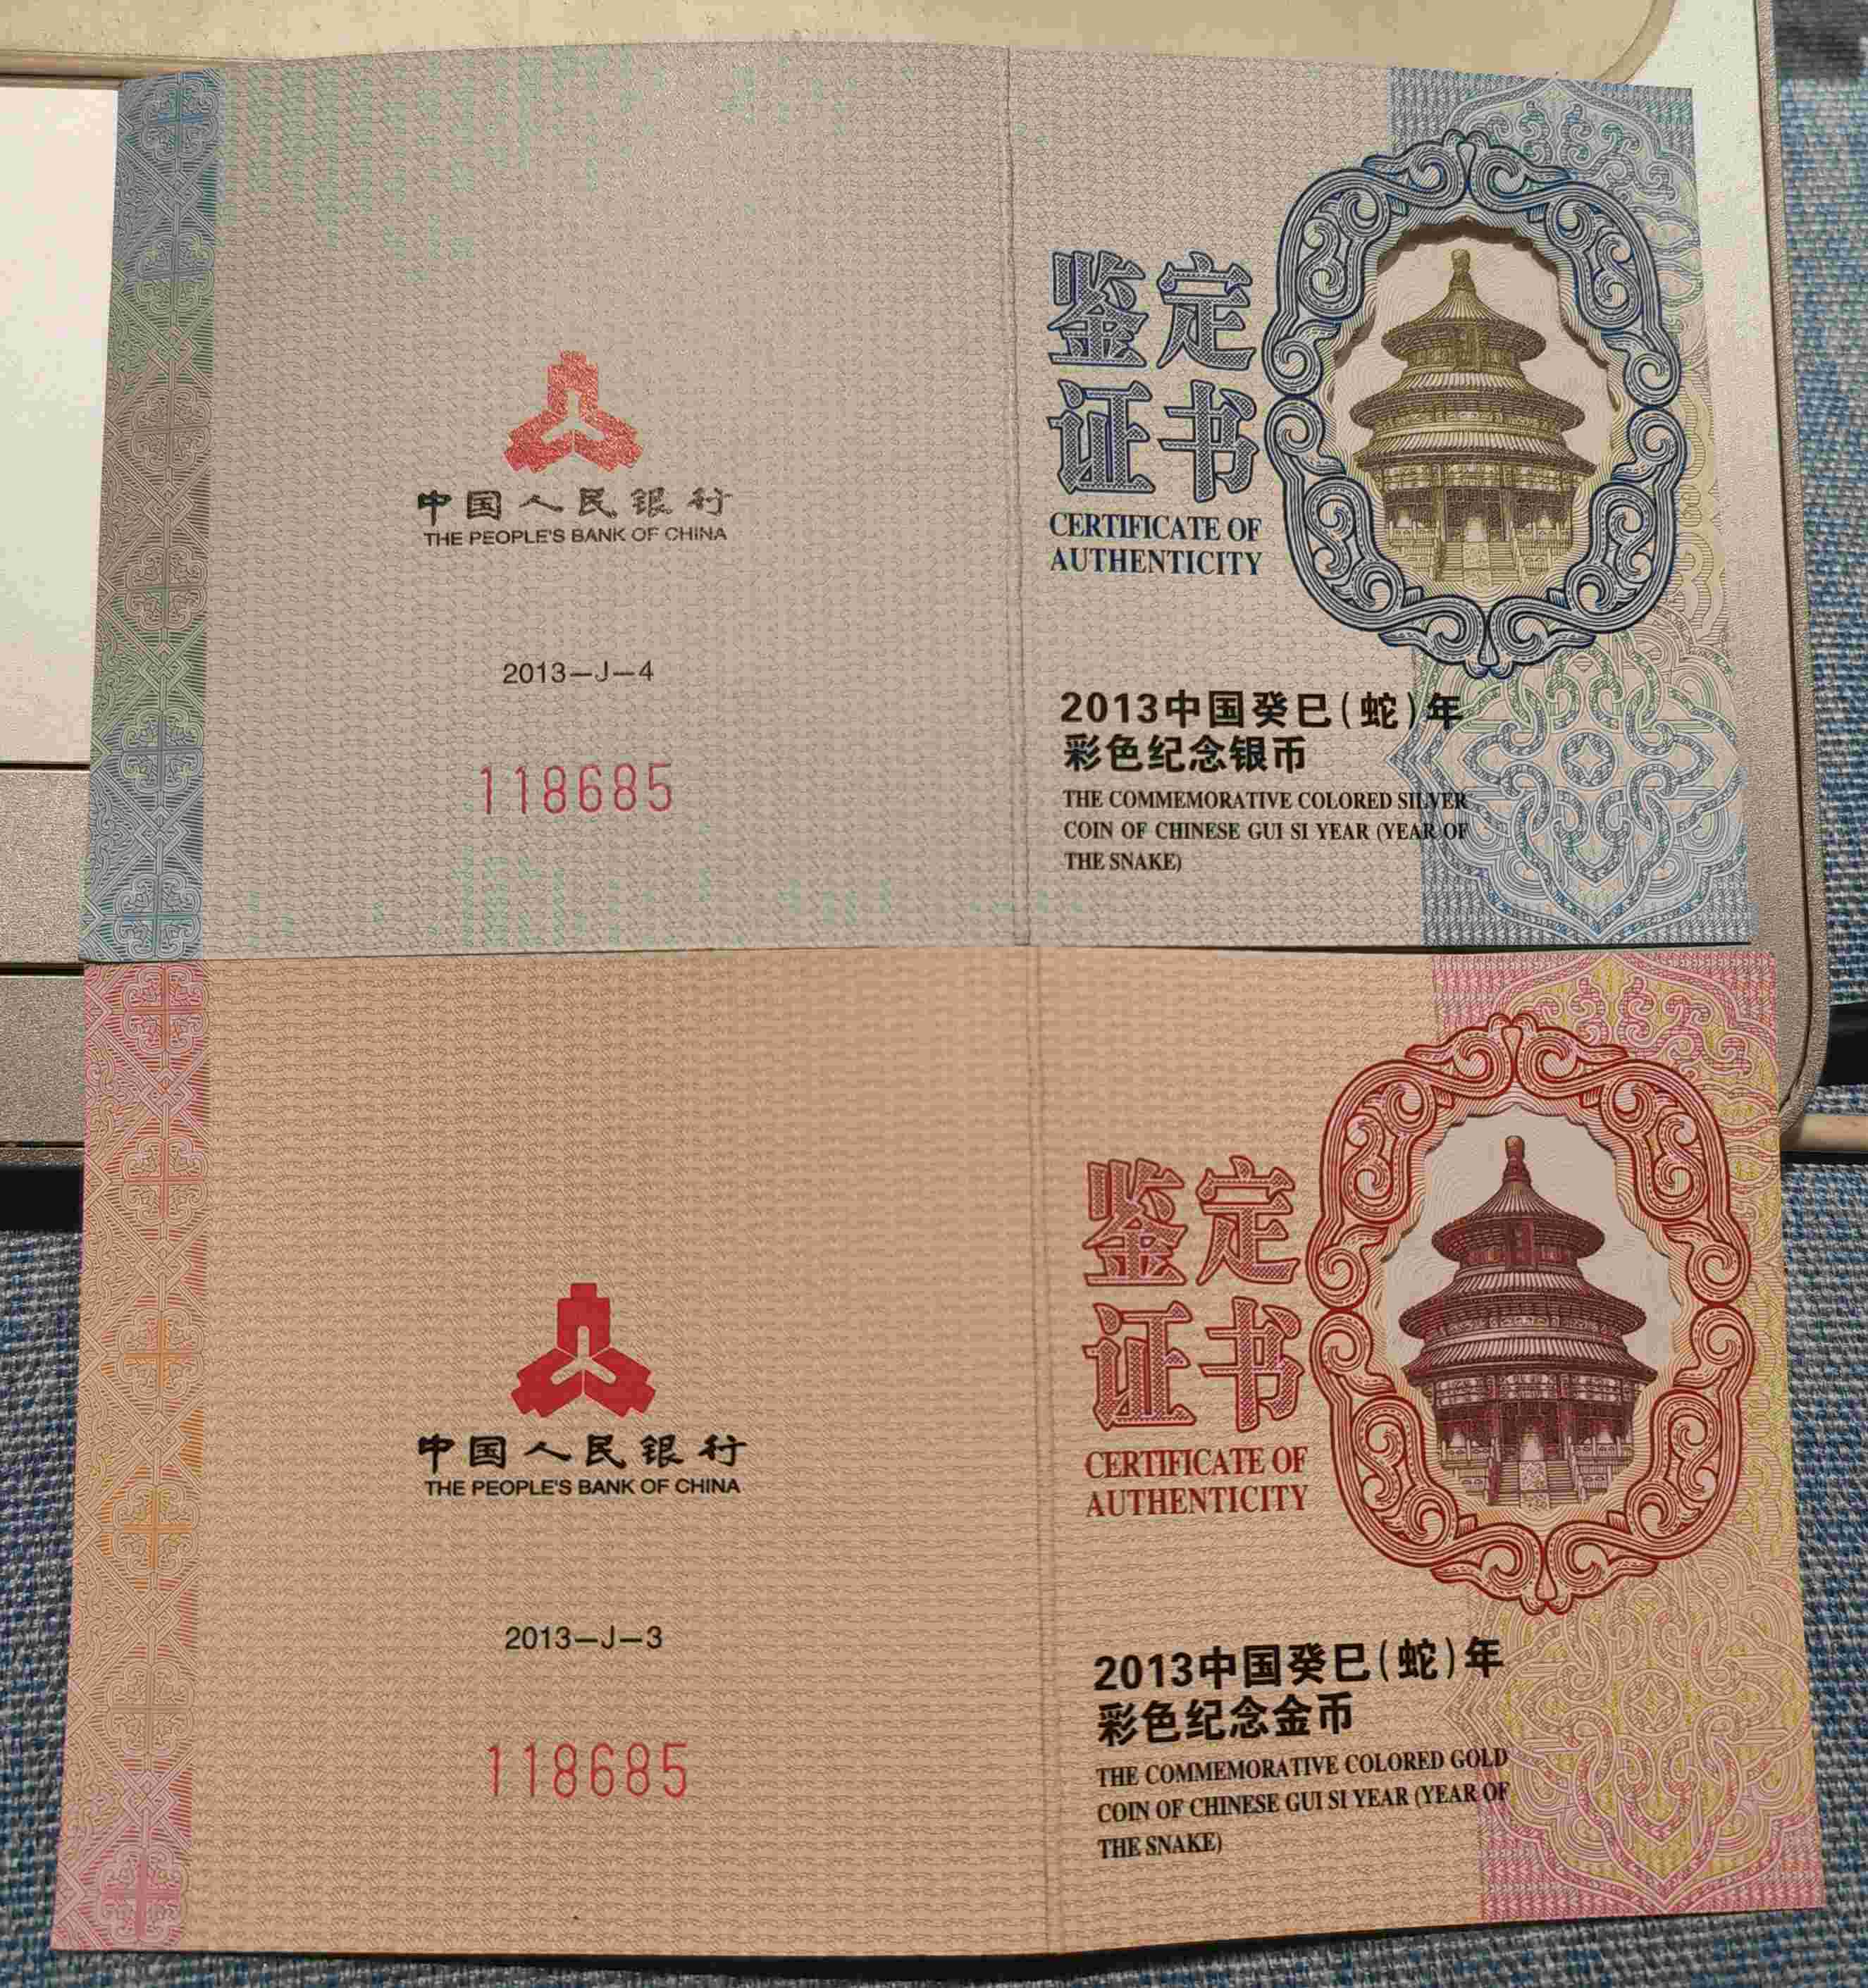 中国人民银行
THE PEOPLE'S BANK OF CHINA
2013—J—4
118685
鉴定
证书
CERTIFICATE OF
AUTHENTICITY
2013中国癸巳(蛇)年
彩色纪念银币
THE COMMEMORATIVE COLORED SILVER
COIN OF CHINESE GUI SI YEAR (YEAR OF
THE SNAKE)
中国人民银行
THE PEOPLE'S BANK OF CHINA
2013—J—3
118685
鉴定
证书
CERTIFICATE OF
AUTHENTICITY
2013中国癸巳(蛇)年
彩色纪念金币
THE COMMEMORATIVE COLORED GOLD
COIN OF CHINESE GUI SI YEAR (YEAR OF
THE SNAKE)